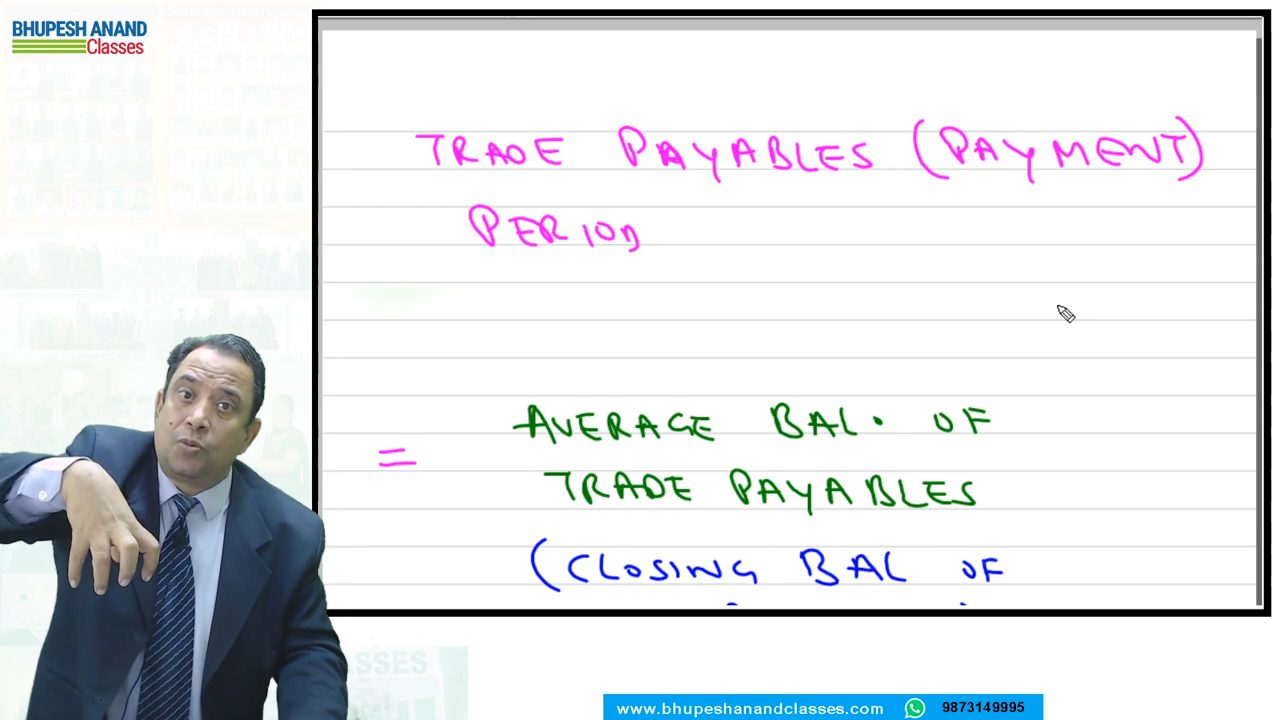 BHUPESH ANAND
Classes
TRADE PAYABLES (PAYMENT)
PERIOD
= AVERAGE BAL. OF
TRADE PAYABLES
(CLOSING BAL OF
www.bhupeshanandclasses.com 9873149995